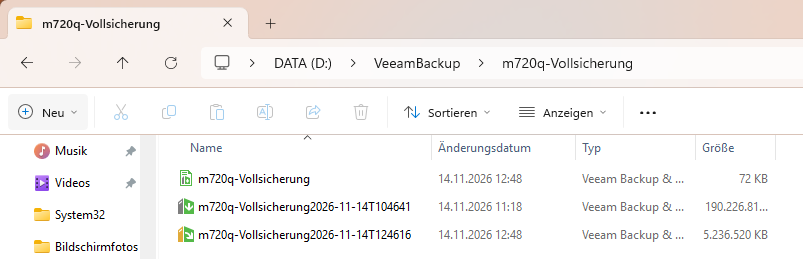 m720q-Vollsicherung
DATA (D:) VeeamBackup m720q-Vollsicherung
Neu Sortieren Anzeigen
Name Änderungsdatum Typ Größe
Musik
Videos
System32
Bildschirmfotos
m720q-Vollsicherung 14.11.2026 12:48 Veeam Backup & ... 72 KB
m720q-Vollsicherung2026-11-14T104641 14.11.2026 11:18 Veeam Backup & ... 190.226.81...
m720q-Vollsicherung2026-11-14T124616 14.11.2026 12:48 Veeam Backup & ... 5.236.520 KB